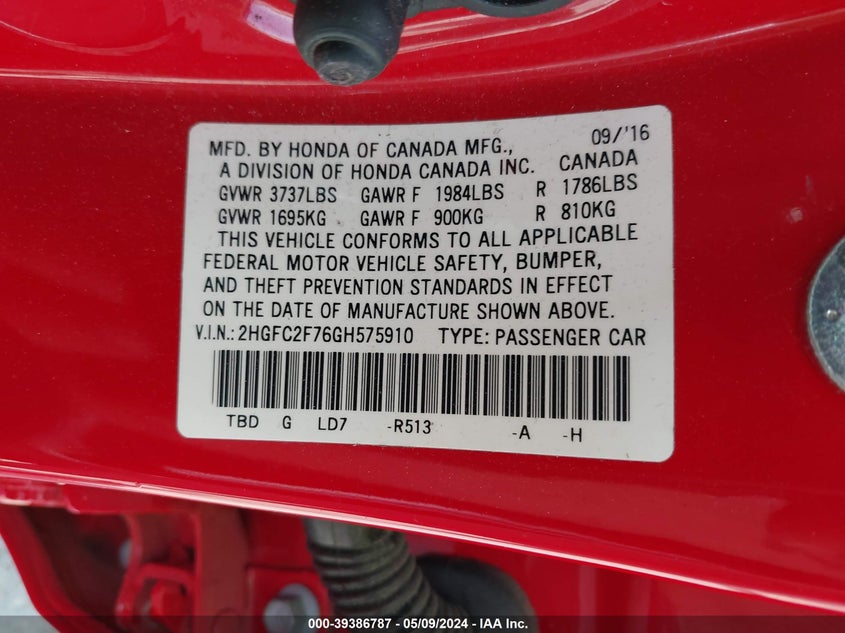 MFD. BY HONDA OF CANADA MFG., 09/'16
A DIVISION OF HONDA CANADA INC. CANADA
GVWR 3737LBS GAWR F 1984LBS R 1786LBS
GVWR 1695KG GAWR F 900KG R 810KG
THIS VEHICLE CONFORMS TO ALL APPLICABLE
FEDERAL MOTOR VEHICLE SAFETY, BUMPER,
AND THEFT PREVENTION STANDARDS IN EFFECT
ON THE DATE OF MANUFACTURE SHOWN ABOVE.
V.I.N.: 2HGFC2F76GH575910 TYPE: PASSENGER CAR
TBD G LD7 -R513 -A -H
000-39386787 - 05/09/2024 - IAA Inc.